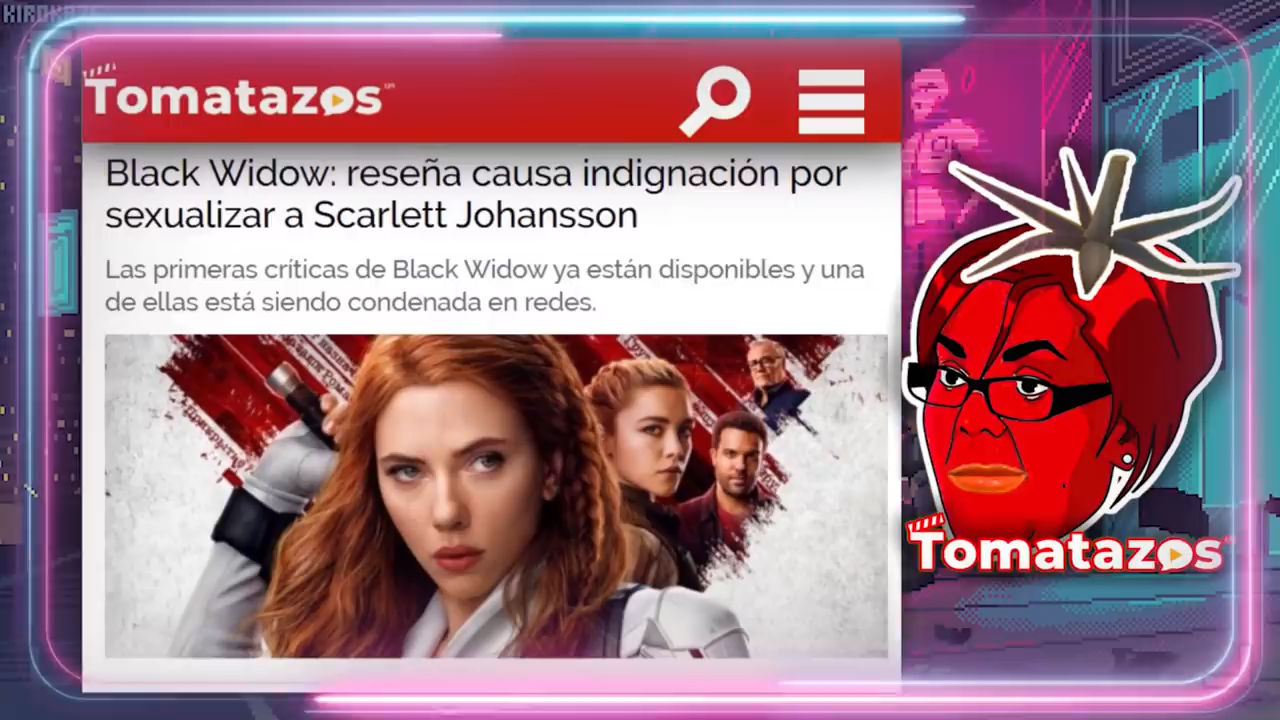 KIROKAZE
Tomatazos
Black Widow: reseña causa indignación por
sexualizar a Scarlett Johansson
Las primeras críticas de Black Widow ya están disponibles y una
de ellas está siendo condenada en redes.
Tomatazos